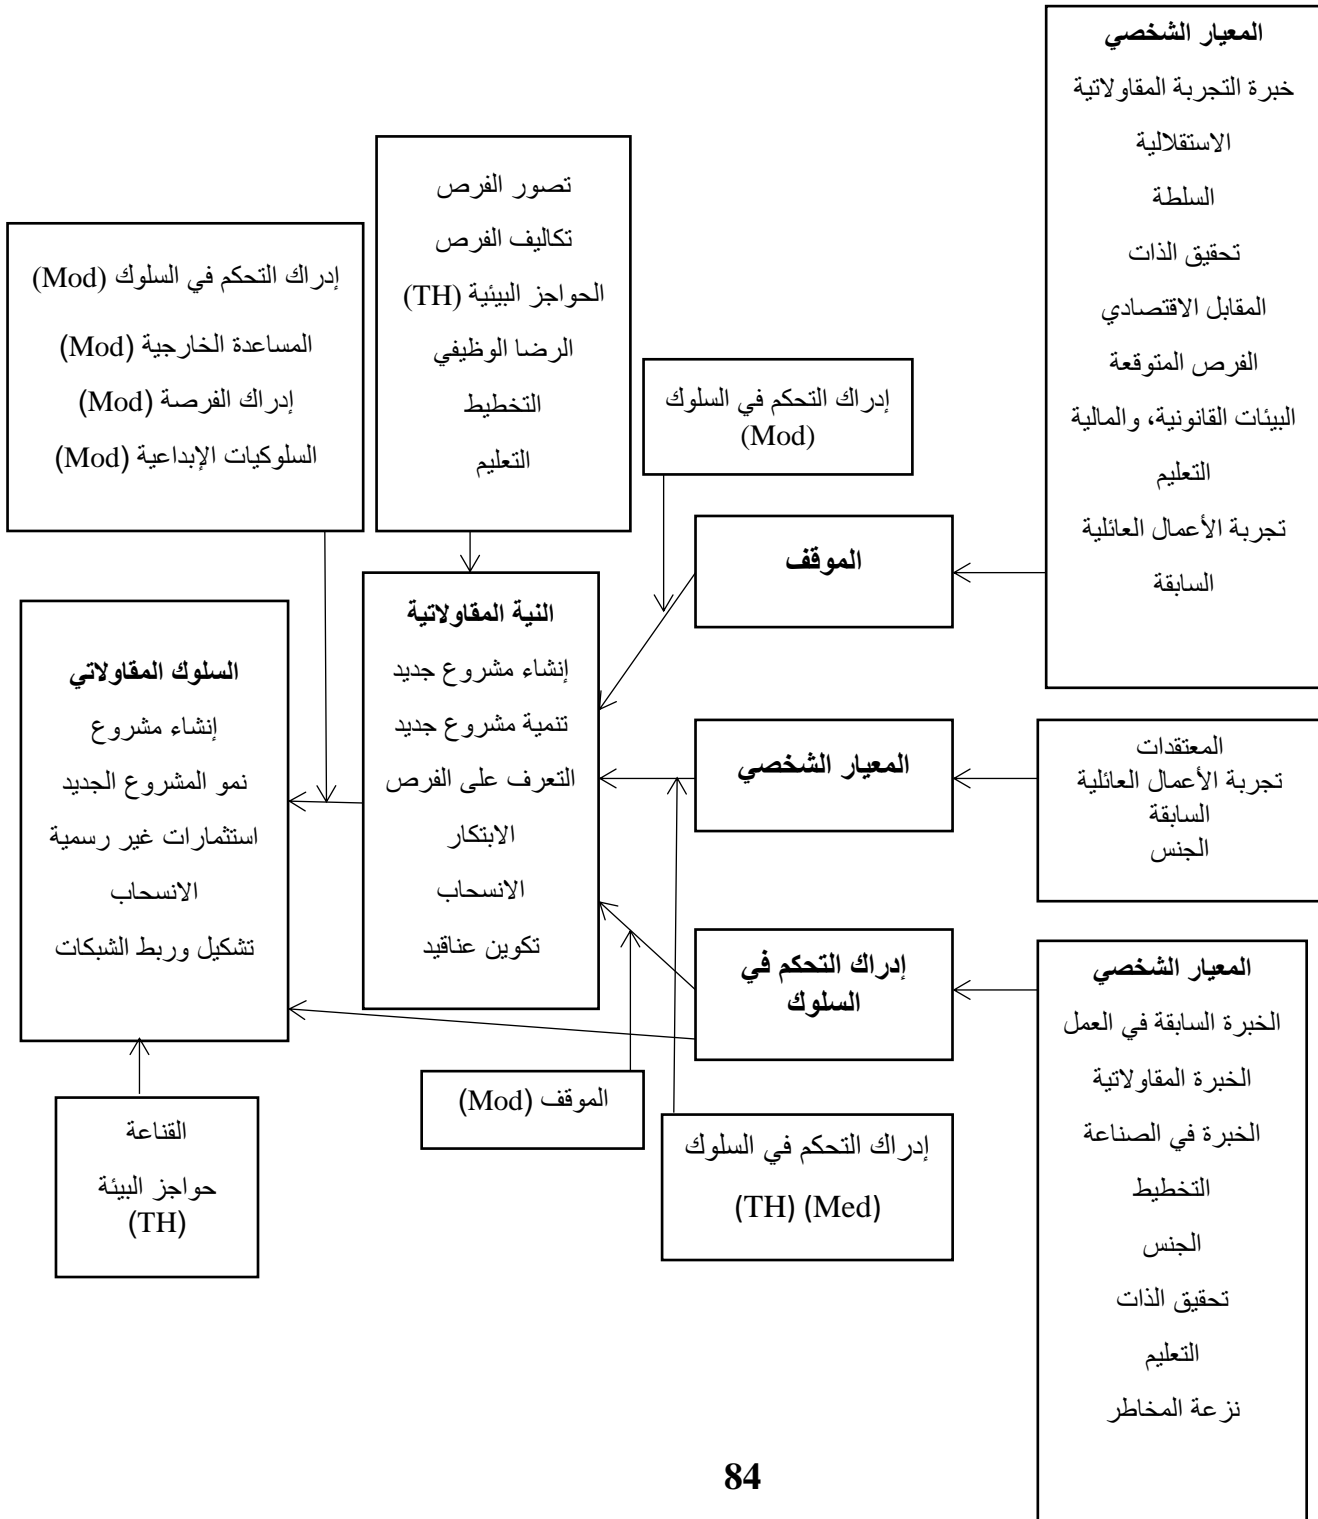 المعيار الشخصي
خبرة التجربة المقاولاتية
الاستقلالية
السلطة
تحقيق الذات
المقابل الاقتصادي
الفرص المتوقعة
البيئات القانونية، والمالية
التعليم
تجربة الأعمال العائلية
السابقة
تصور الفرص
تكاليف الفرص
الحواجز البيئية (TH)
الرضا الوظيفي
التخطيط
التعليم
إدراك التحكم في السلوك (Mod)
المساعدة الخارجية (Mod)
إدراك الفرصة (Mod)
السلوكيات الإبداعية (Mod)
إدراك التحكم في السلوك
(Mod)
الموقف
النية المقاولاتية
إنشاء مشروع جديد
تنمية مشروع جديد
التعرف على الفرص
الابتكار
الانسحاب
تكوين عناقيد
السلوك المقاولاتي
إنشاء مشروع
نمو المشروع الجديد
استثمارات غير رسمية
الانسحاب
تشكيل وربط الشبكات
المعيار الشخصي
المعتقدات
تجربة الأعمال العائلية
السابقة
الجنس
إدراك التحكم في
السلوك
المعيار الشخصي
الخبرة السابقة في العمل
الخبرة المقاولاتية
الخبرة في الصناعة
التخطيط
الجنس
تحقيق الذات
التعليم
نزعة المخاطر
الموقف (Mod)
إدراك التحكم في السلوك
(TH) (Med)
القناعة
حواجز البيئة
(TH)
84